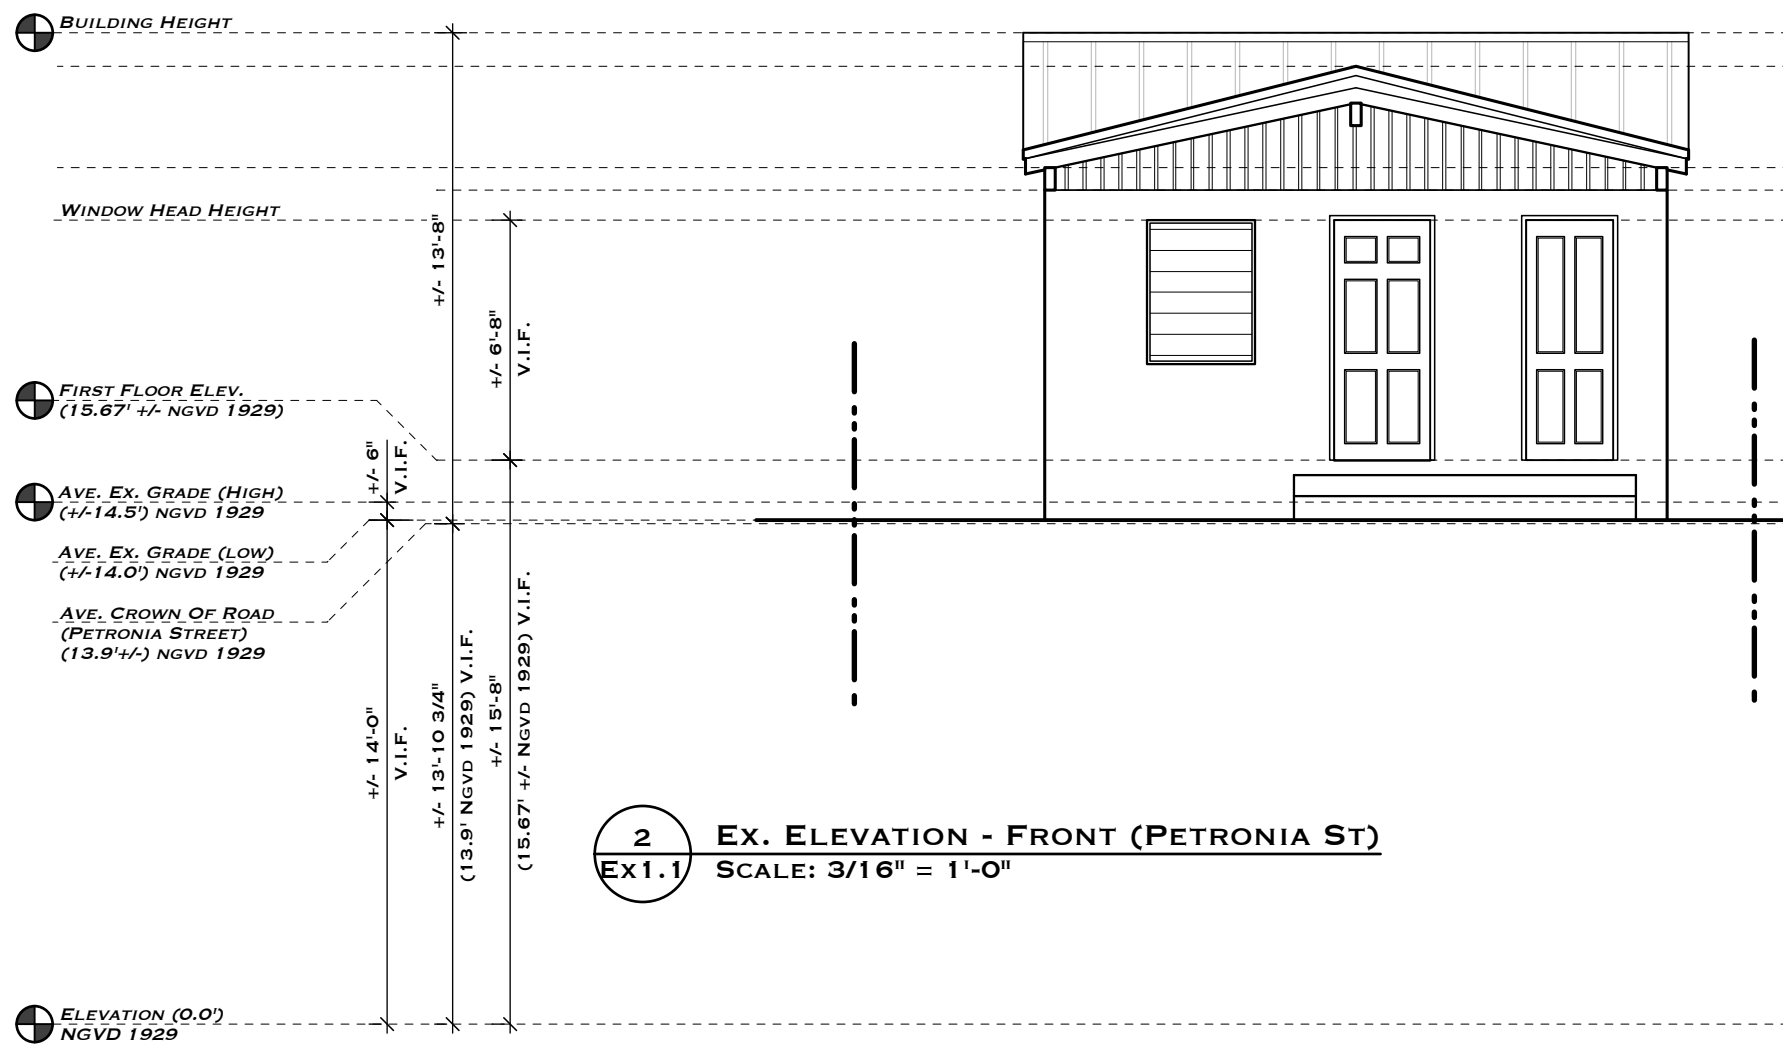 BUILDING HEIGHT
WINDOW HEAD HEIGHT
+/- 13'-8"
+/- 6'-8"
V.I.F.
FIRST FLOOR ELEV.
(15.67' +/- NGVD 1929)
+/- 6"
V.I.F.
AVE. EX. GRADE (HIGH)
(+/-14.5') NGVD 1929
AVE. EX. GRADE (LOW)
(+/-14.0') NGVD 1929
AVE. CROWN OF ROAD
(PETRONIA STREET)
(13.9'+/-) NGVD 1929
+/- 14'-0"
V.I.F.
+/- 13'-10 3/4"
(13.9' NGVD 1929) V.I.F.
+/- 15'-8"
(15.67' +/- NGVD 1929) V.I.F.
2
EX1.1
EX. ELEVATION - FRONT (PETRONIA ST)
SCALE: 3/16" = 1'-0"
ELEVATION (0.0')
NGVD 1929